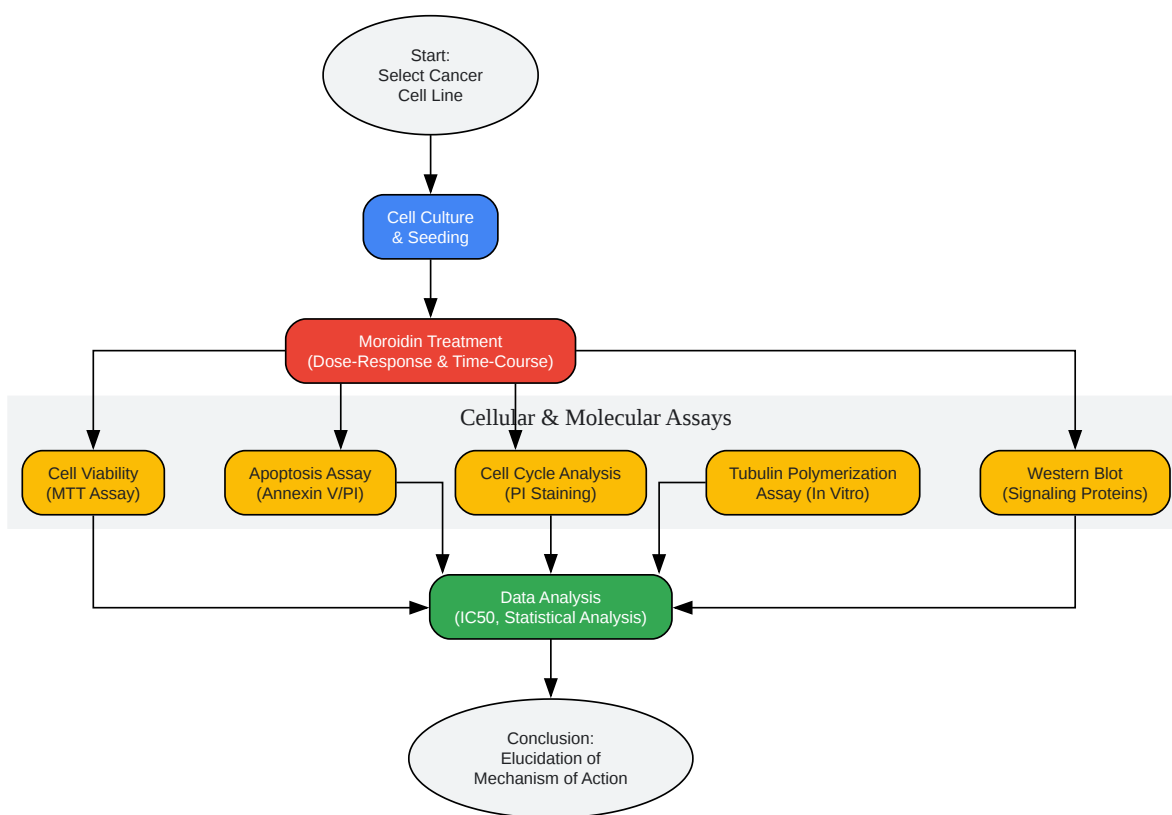 Start:
Select Cancer
Cell Line
Cell Culture
& Seeding
Moroidin Treatment
(Dose-Response & Time-Course)
Cellular & Molecular Assays
Cell Viability
(MTT Assay)
Apoptosis Assay
(Annexin V/PI)
Cell Cycle Analysis
(PI Staining)
Tubulin Polymerization
Assay (In Vitro)
Western Blot
(Signaling Proteins)
Data Analysis
(IC50, Statistical Analysis)
Conclusion:
Elucidation of
Mechanism of Action